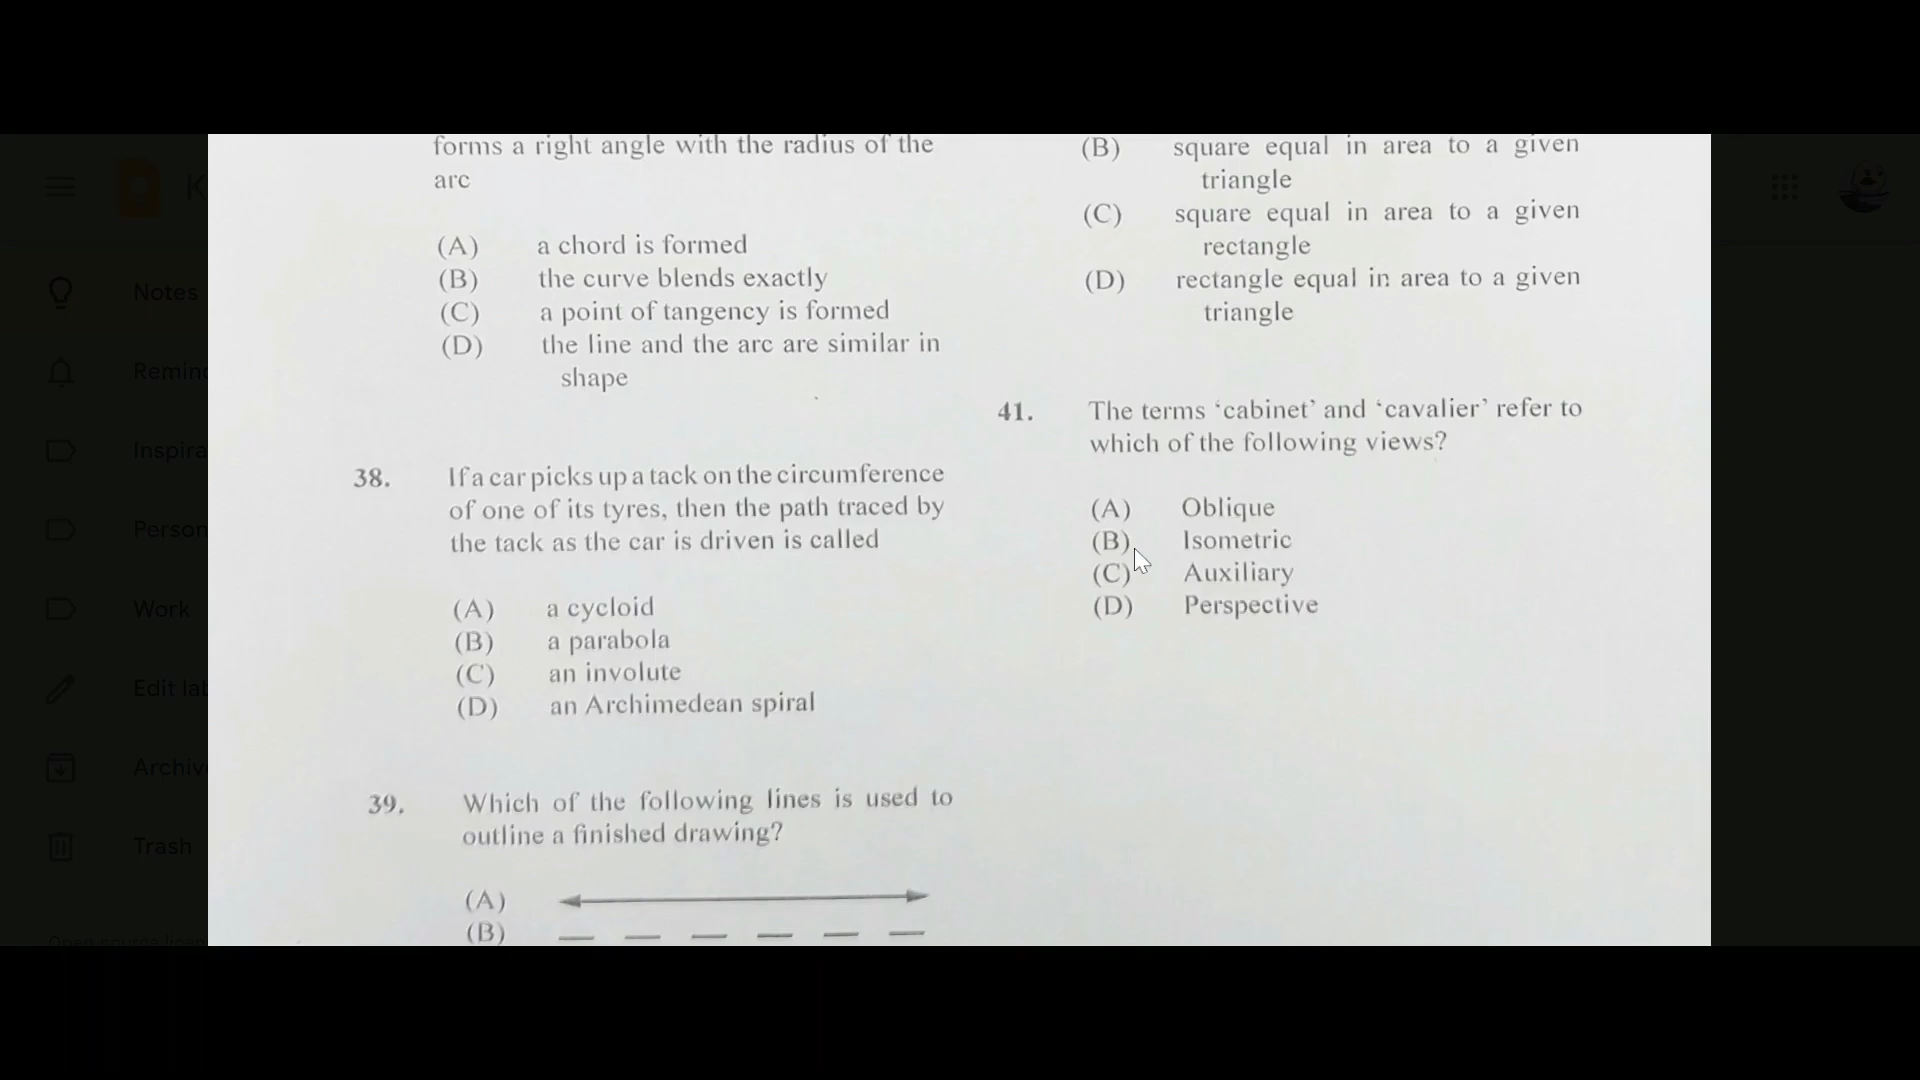 forms a right angle with the radius of the
arc
(A) a chord is formed
(B) the curve blends exactly
(C) a point of tangency is formed
(D) the line and the arc are similar in
shape
38. If a car picks up a tack on the circumference
of one of its tyres, then the path traced by
the tack as the car is driven is called
(A) a cycloid
(B) a parabola
(C) an involute
(D) an Archimedean spiral
39. Which of the following lines is used to
outline a finished drawing?
(A)
(B)
(B) square equal in area to a given
triangle
(C) square equal in area to a given
rectangle
(D) rectangle equal in area to a given
triangle
41. The terms ‘cabinet’ and ‘cavalier’ refer to
which of the following views?
(A) Oblique
(B) Isometric
(C) Auxiliary
(D) Perspective
K
Notes
Remind
Inspira
Person
Work
Edit lab
Archiv
Trash